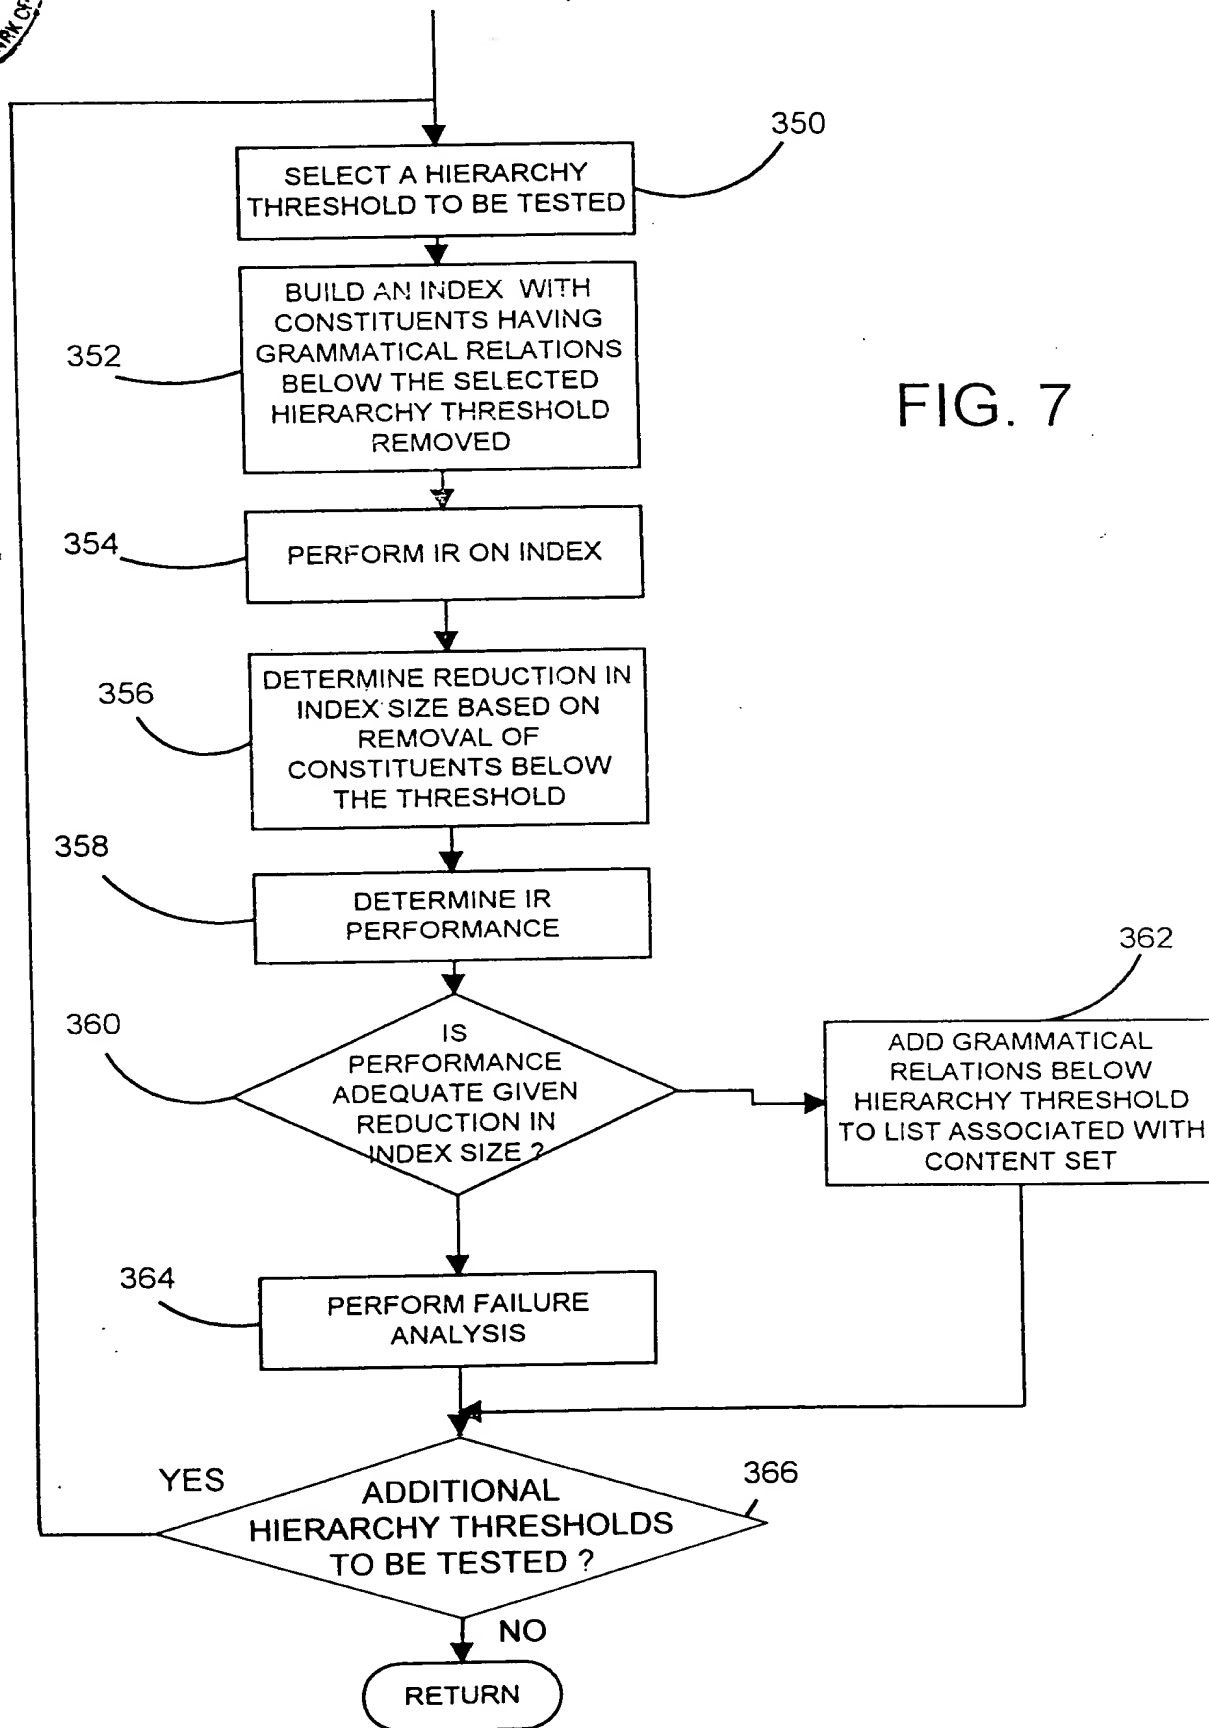 350
SELECT A HIERARCHY
THRESHOLD TO BE TESTED
BUILD AN INDEX WITH
CONSTITUENTS HAVING
GRAMMATICAL RELATIONS
BELOW THE SELECTED
HIERARCHY THRESHOLD
REMOVED
352
FIG. 7
354
PERFORM IR ON INDEX
356
DETERMINE REDUCTION IN
INDEX SIZE BASED ON
REMOVAL OF
CONSTITUENTS BELOW
THE THRESHOLD
358
DETERMINE IR
PERFORMANCE
362
360
IS
PERFORMANCE
ADEQUATE GIVEN
REDUCTION IN
INDEX SIZE ?
ADD GRAMMATICAL
RELATIONS BELOW
HIERARCHY THRESHOLD
TO LIST ASSOCIATED WITH
CONTENT SET
364
PERFORM FAILURE
ANALYSIS
YES
366
ADDITIONAL
HIERARCHY THRESHOLDS
TO BE TESTED ?
NO
RETURN